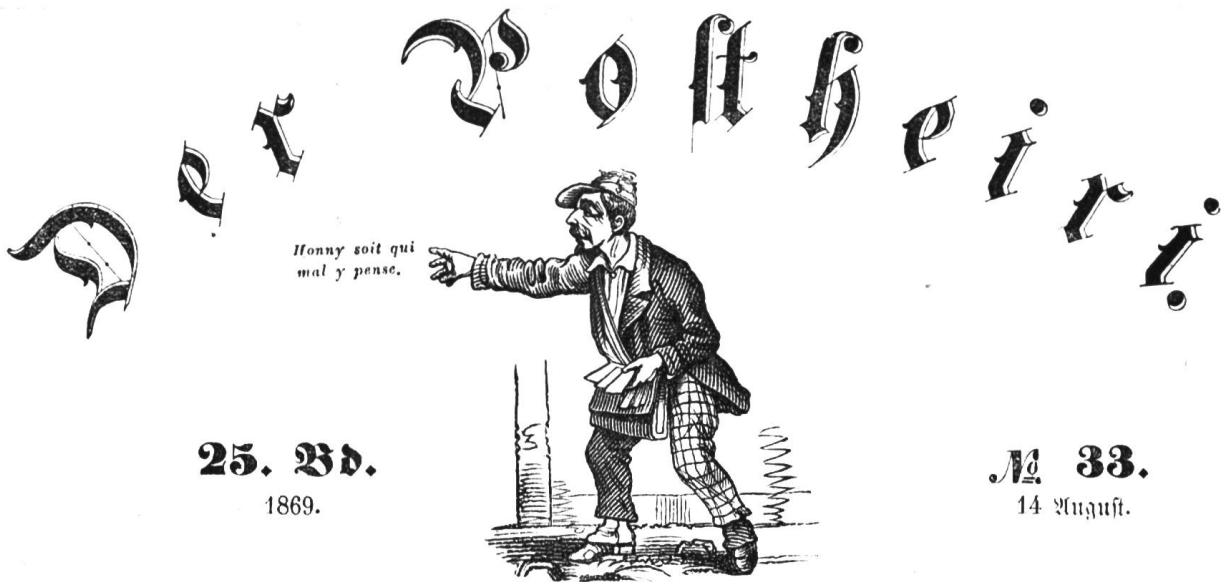 Der Postheiri.
Honny soit qui
mal y pense.
25. Bd.
1869.
№ 33.
14 August.